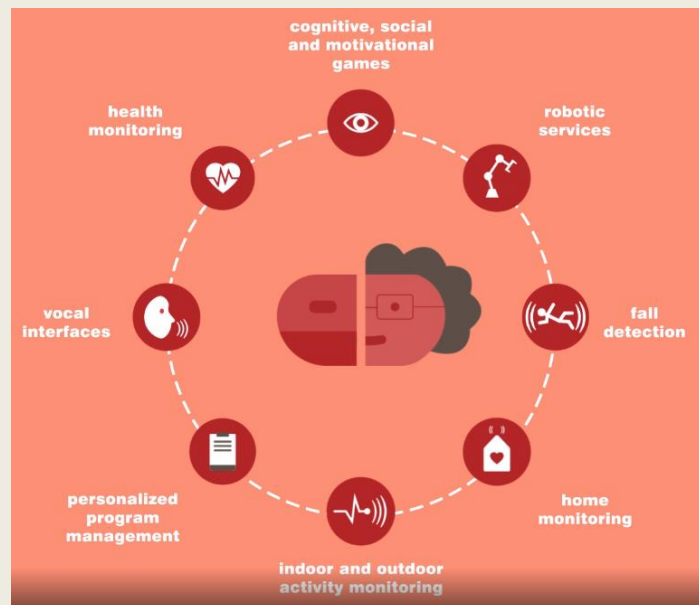 cognitive, social
and motivational
games
robotic
services
fall
detection
home
monitoring
indoor and outdoor
activity monitoring
personalized
program
management
vocal
interfaces
health
monitoring